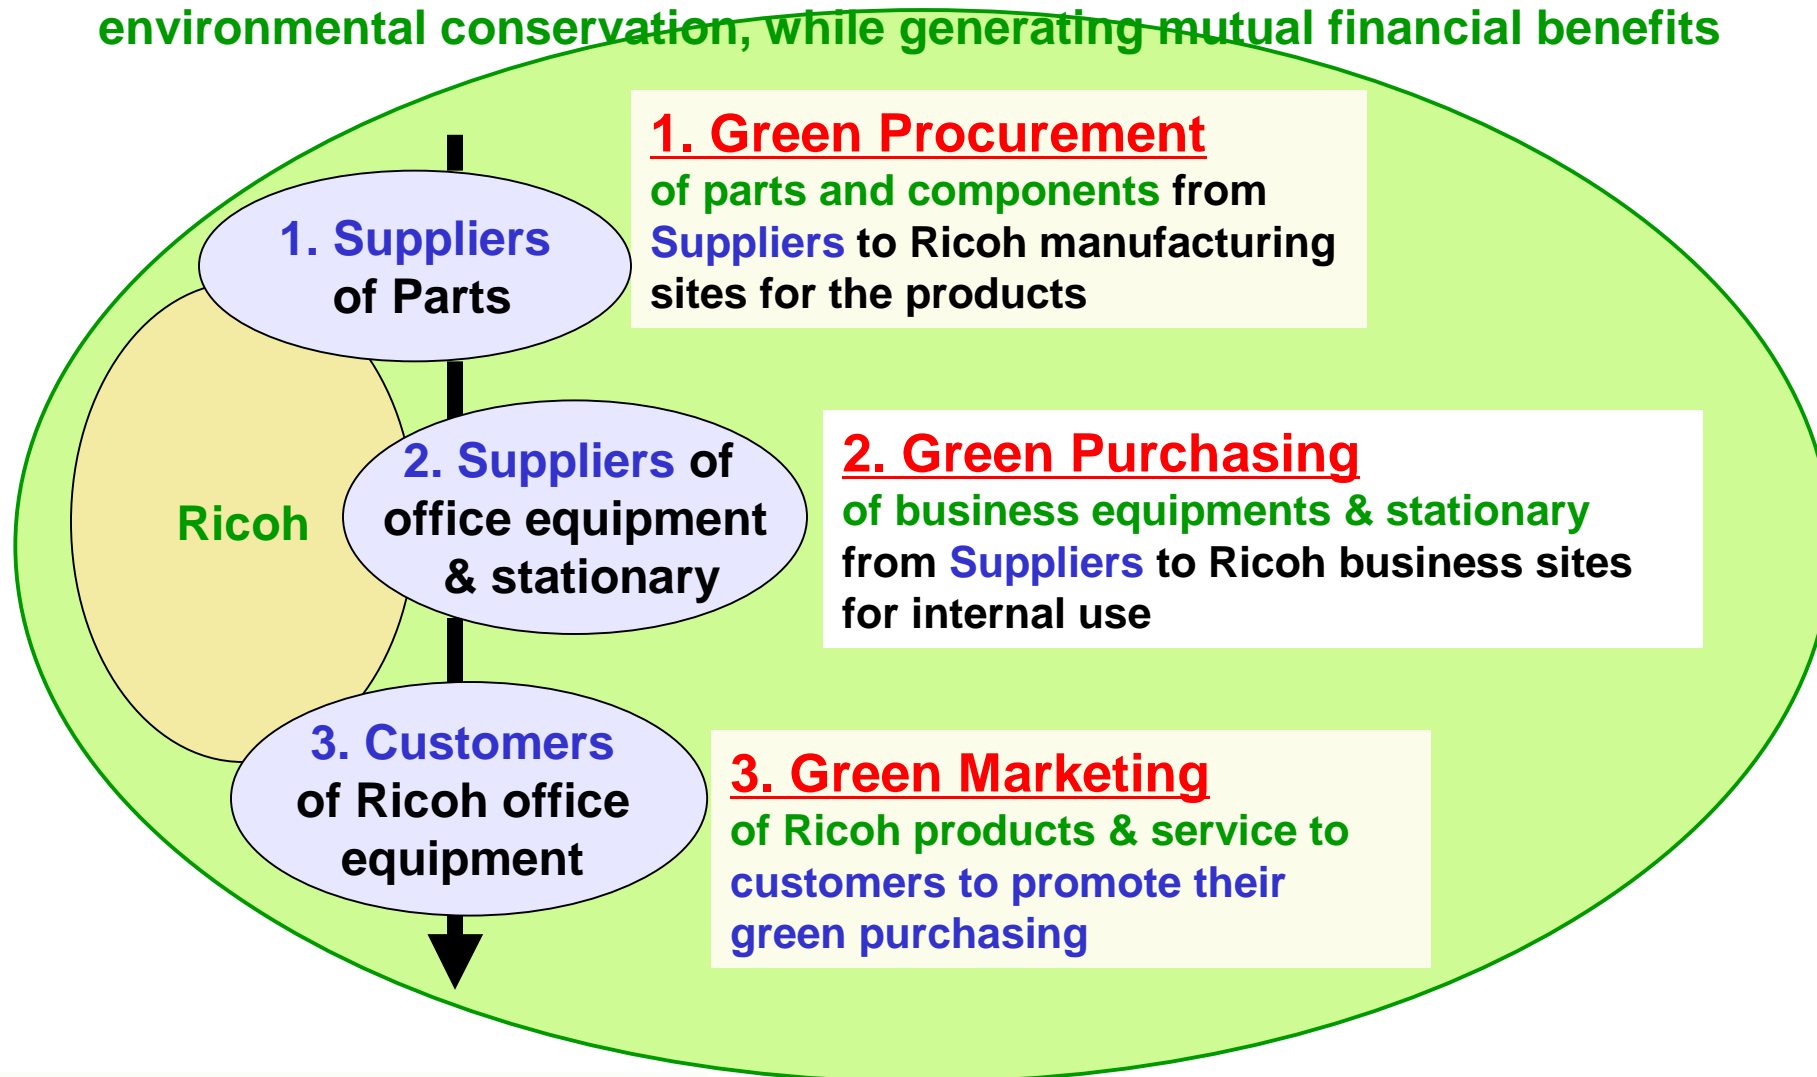 environmental conservation, while generating mutual financial benefits
1. Green Procurement
of parts and components from
Suppliers to Ricoh manufacturing
sites for the products
1. Suppliers
of Parts
Ricoh
2. Suppliers of
office equipment
& stationary
2. Green Purchasing
of business equipments & stationary
from Suppliers to Ricoh business sites
for internal use
3. Customers
of Ricoh office
equipment
3. Green Marketing
of Ricoh products & service to
customers to promote their
green purchasing